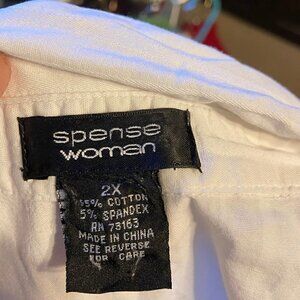 spense
woman
2X
95% COTTON
5% SPANDEX
RN 73163
MADE IN CHINA
SEE REVERSE
FOR CARE